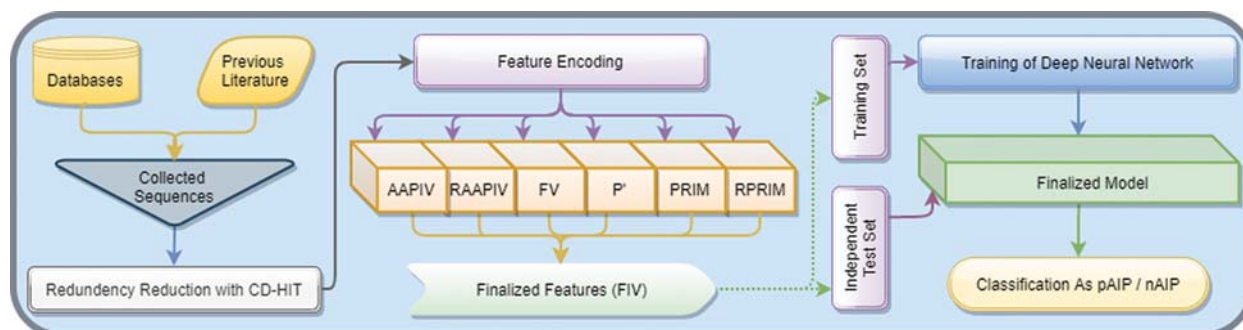 Databases
Previous
Literature
Collected
Sequences
Redundancy Reduction with CD-HIT
Feature Encoding
AAPIV
RAAPIV
FV
P'
PRIM
RPRIM
Finalized Features (FIV)
Training Set
Independent
Test Set
Training of Deep Neural Network
Finalized Model
Classification As pAIP / nAIP